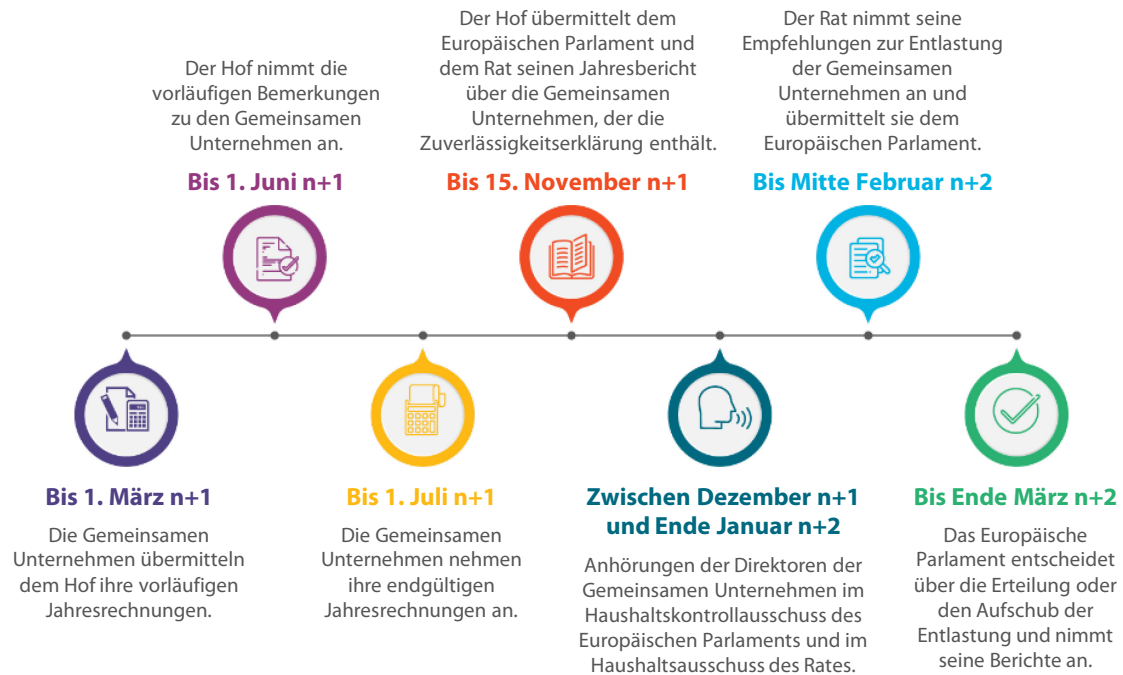 Der Hof nimmt die
vorläufigen Bemerkungen
zu den Gemeinsamen
Unternehmen an.
Bis 1. Juni n+1
Der Hof übermittelt dem
Europäischen Parlament und
dem Rat seinen Jahresbericht
über die Gemeinsamen
Unternehmen, der die
Zuverlässigkeitserklärung enthält.
Bis 15. November n+1
Der Rat nimmt seine
Empfehlungen zur Entlastung
der Gemeinsamen
Unternehmen an und
übermittelt sie dem
Europäischen Parlament.
Bis Mitte Februar n+2
Bis 1. März n+1
Die Gemeinsamen
Unternehmen übermitteln
dem Hof ihre vorläufigen
Jahresrechnungen.
Bis 1. Juli n+1
Die Gemeinsamen
Unternehmen nehmen
ihre endgültigen
Jahresrechnungen an.
Zwischen Dezember n+1
und Ende Januar n+2
Anhörungen der Direktoren der
Gemeinsamen Unternehmen im
Haushaltskontrollausschuss des
Europäischen Parlaments und im
Haushaltsausschuss des Rates.
Bis Ende März n+2
Das Europäische
Parlament entscheidet
über die Erteilung oder
den Aufschub der
Entlastung und nimmt
seine Berichte an.